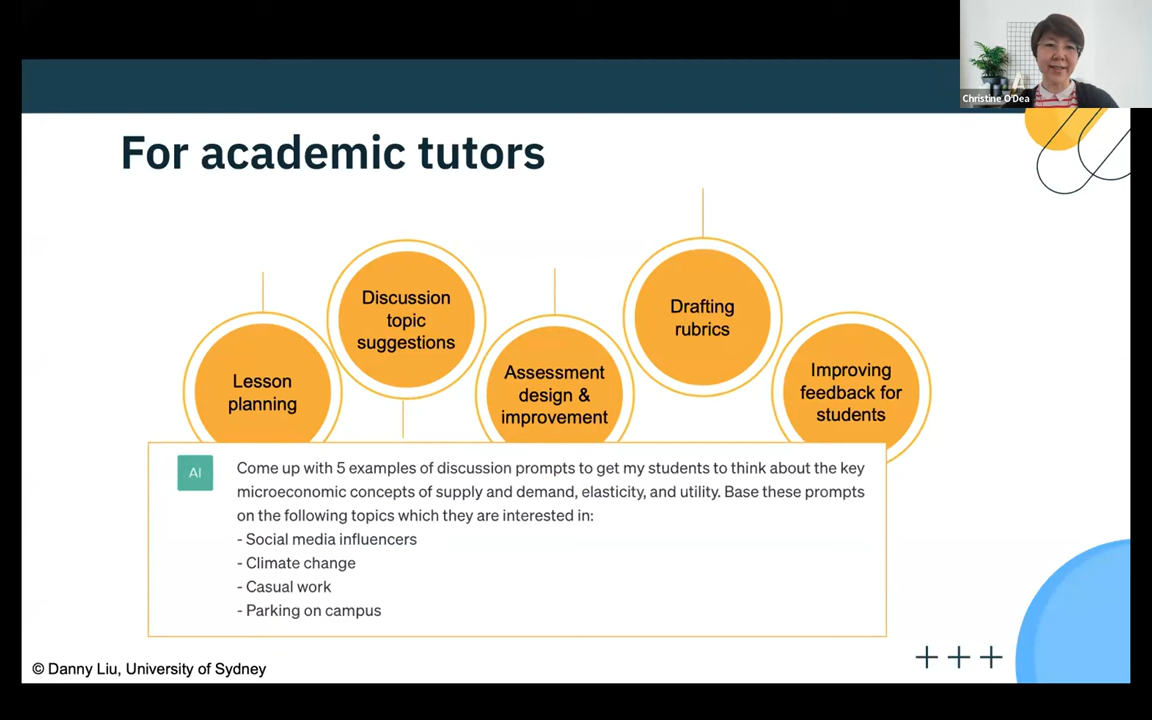 Christine O'Dea
For academic tutors
Lesson
planning
Discussion
topic
suggestions
Assessment
design &
improvement
Drafting
rubrics
Improving
feedback for
students
AI
Come up with 5 examples of discussion prompts to get my students to think about the key
microeconomic concepts of supply and demand, elasticity, and utility. Base these prompts
on the following topics which they are interested in:
- Social media influencers
- Climate change
- Casual work
- Parking on campus
© Danny Liu, University of Sydney